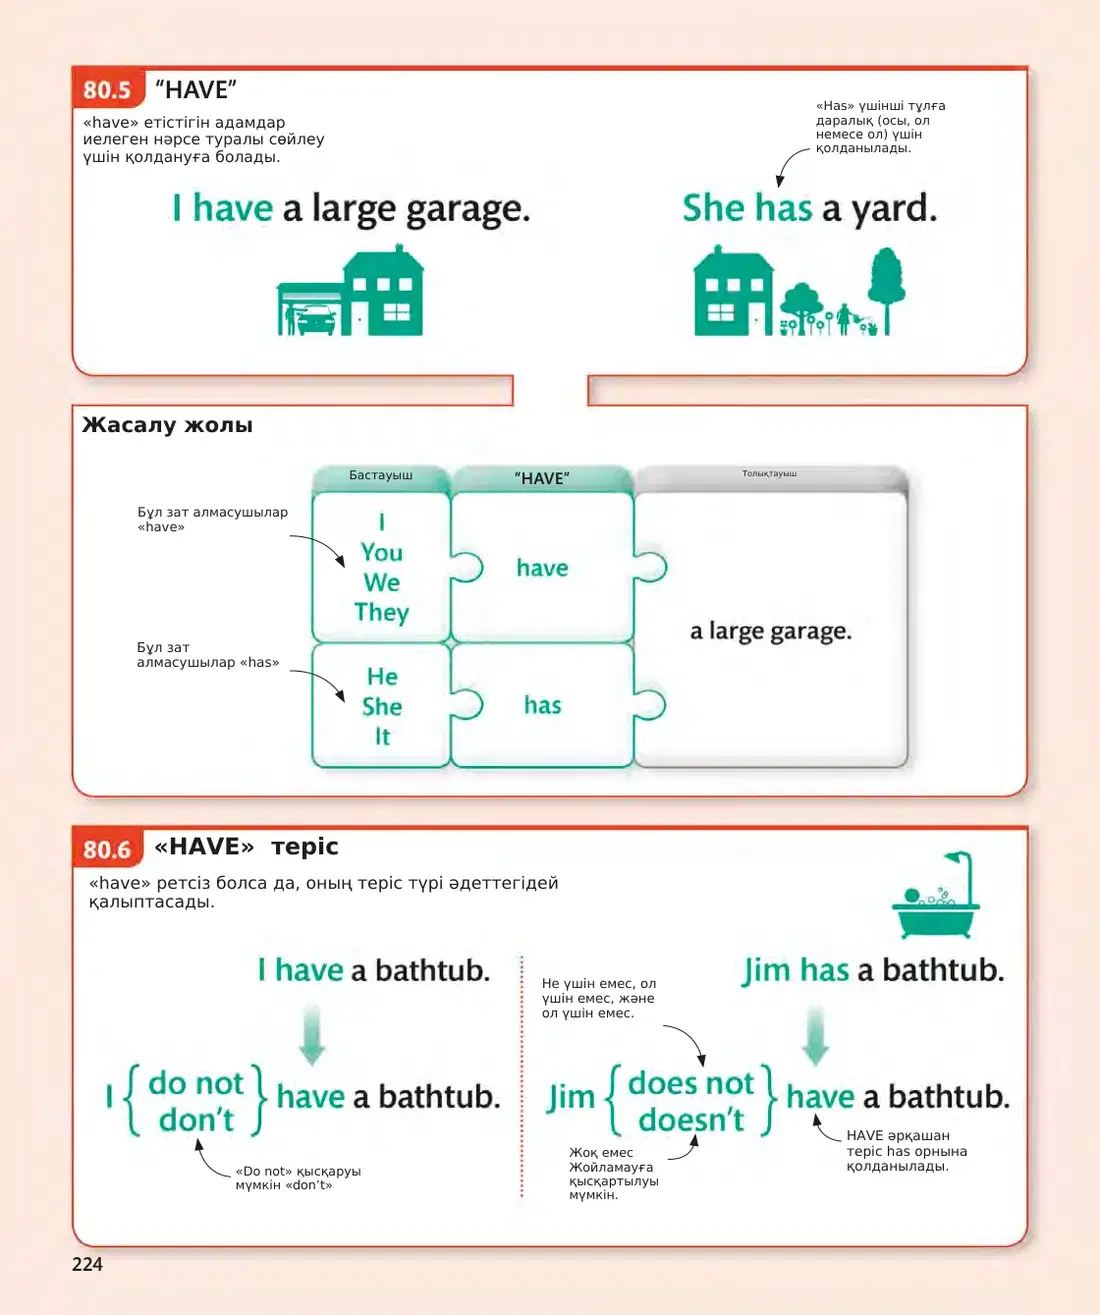 80.5 "HAVE"
«have» етістігін адамдар
иелеген нәрсе туралы сөйлеу
үшін қолдануға болады.
«Has» үшінші тұлға
даралық (осы, ол
немесе ол) үшін
қолданылады.
I have a large garage.
She has a yard.
Жасалу жолы
Бастауыш
"HAVE"
Толықтауыш
Бұл зат алмасушылар
«have»
I
You
We
They
have
a large garage.
Бұл зат
алмасушылар «has»
He
She
It
has
80.6 «HAVE» теріс
«have» ретсіз болса да, оның теріс түрі әдеттегідей
қалыптасады.
I have a bathtub.
I { do not
don't } have a bathtub.
«Do not» қысқаруы
мүмкін «don't»
Jim has a bathtub.
Не үшін емес, ол
үшін емес, және
ол үшін емес.
Jim { does not
doesn't } have a bathtub.
Жоқ емес
Жойламауға
қысқартылуы
мүмкін.
HAVE әрқашан
теріс has орнына
қолданылады.
224